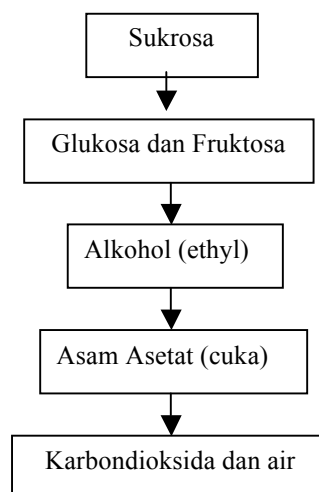 Sukrosa
Glukosa dan Fruktosa
Alkohol (ethyl)
Asam Asetat (cuka)
Karbondioksida dan air